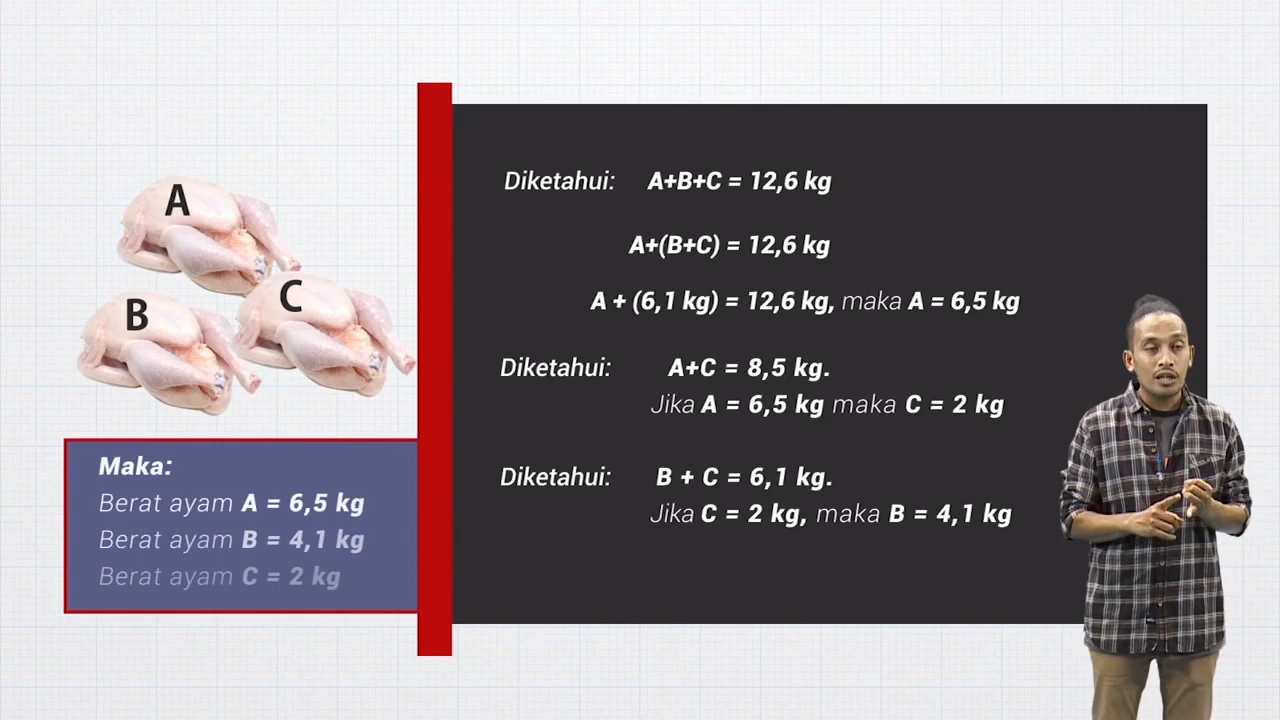 A
B
C
Maka:
Berat ayam A = 6,5 kg
Berat ayam B = 4,1 kg
Berat ayam C = 2 kg
Diketahui: A+B+C = 12,6 kg
A+(B+C) = 12,6 kg
A + (6,1 kg) = 12,6 kg, maka A = 6,5 kg
Diketahui: A+C = 8,5 kg.
Jika A = 6,5 kg maka C = 2 kg
Diketahui: B + C = 6,1 kg.
Jika C = 2 kg, maka B = 4,1 kg